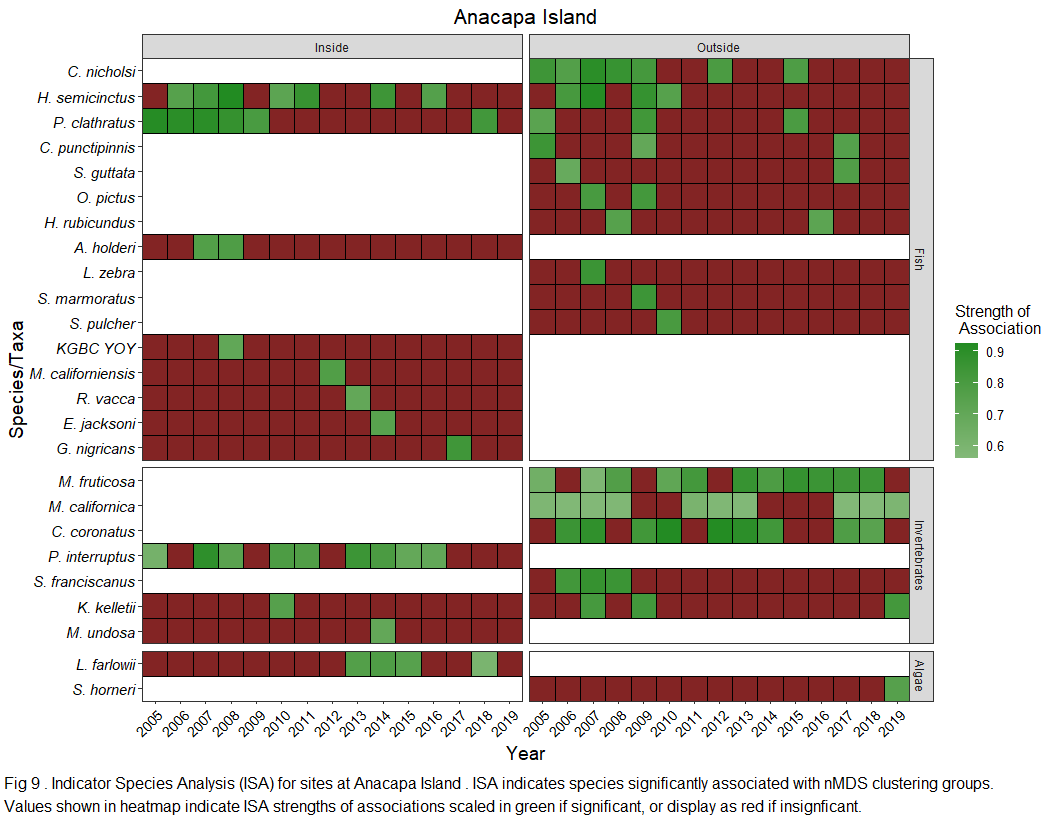 Anacapa Island
Inside
Outside
C. nicholsi
H. semicinctus
P. clathratus
C. punctipinnis
S. guttata
O. pictus
H. rubicundus
A. holderi
L. zebra
S. marmoratus
S. pulcher
KGBC YOY
M. californiensis
R. vacca
E. jacksoni
G. nigricans
Fish
M. fruticosa
M. californica
C. coronatus
P. interruptus
S. franciscanus
K. kelletii
M. undosa
Invertebrates
L. farlowii
S. horneri
Algae
Species/Taxa
2005 2006 2007 2008 2009 2010 2011 2012 2013 2014 2015 2016 2017 2018 2019
2005 2006 2007 2008 2009 2010 2011 2012 2013 2014 2015 2016 2017 2018 2019
Year
Strength of
Association
0.9
0.8
0.7
0.6
Fig 9 . Indicator Species Analysis (ISA) for sites at Anacapa Island . ISA indicates species significantly associated with nMDS clustering groups.
Values shown in heatmap indicate ISA strengths of associations scaled in green if significant, or display as red if insignficant.